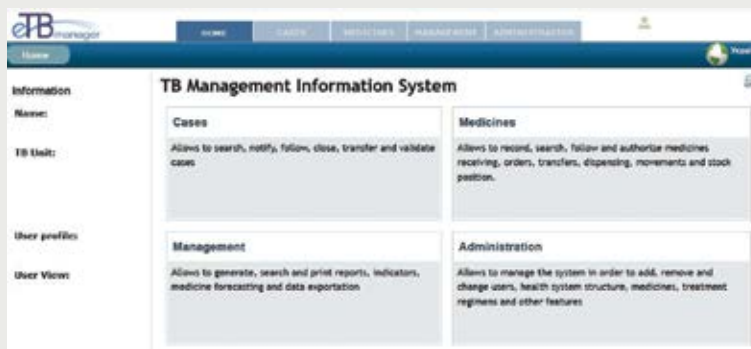 eTB manager
HOME CASES MEDICINES MANAGEMENT ADMINISTRATION
Home
Information
Name:
TB Unit:
User profile:
User View:
TB Management Information System
Cases
Allows to search, notify, follow, close, transfer and validate
cases
Medicines
Allows to record, search, follow and authorize medicines
receiving, orders, transfers, dispensing, movements and stock
position.
Management
Allows to generate, search and print reports, indicators,
medicine forecasting and data exportation
Administration
Allows to manage the system in order to add, remove and
change users, health system structure, medicines, treatment
regimens and other features